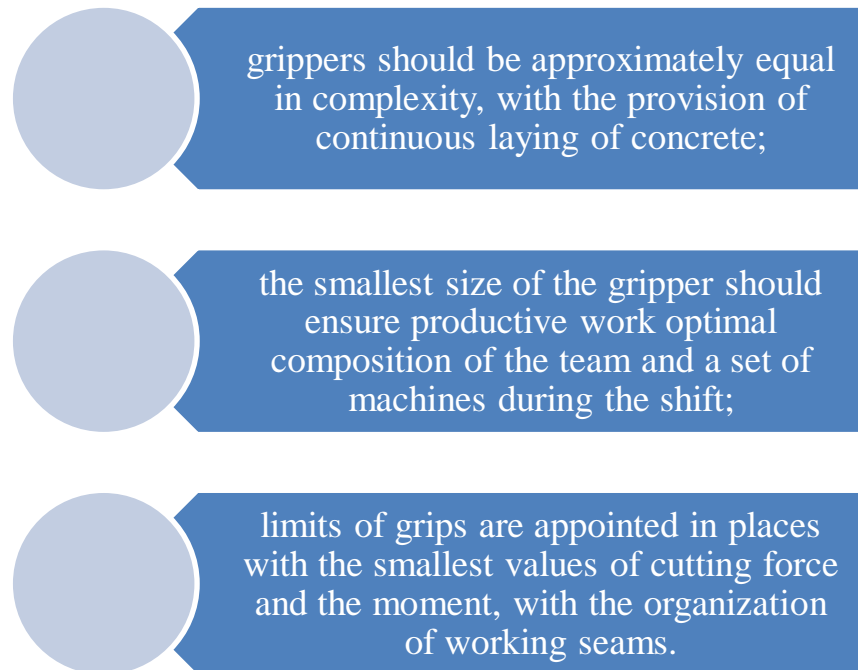 grippers should be approximately equal
in complexity, with the provision of
continuous laying of concrete;
the smallest size of the gripper should
ensure productive work optimal
composition of the team and a set of
machines during the shift;
limits of grips are appointed in places
with the smallest values of cutting force
and the moment, with the organization
of working seams.